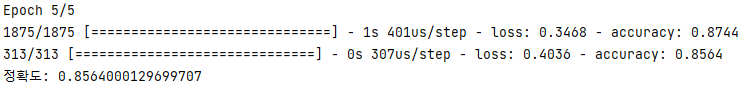 Epoch 5/5
1875/1875 [==============================] - 1s 401us/step - loss: 0.3468 - accuracy: 0.8744
313/313 [==============================] - 0s 307us/step - loss: 0.4036 - accuracy: 0.8564
정확도: 0.8564000129699707